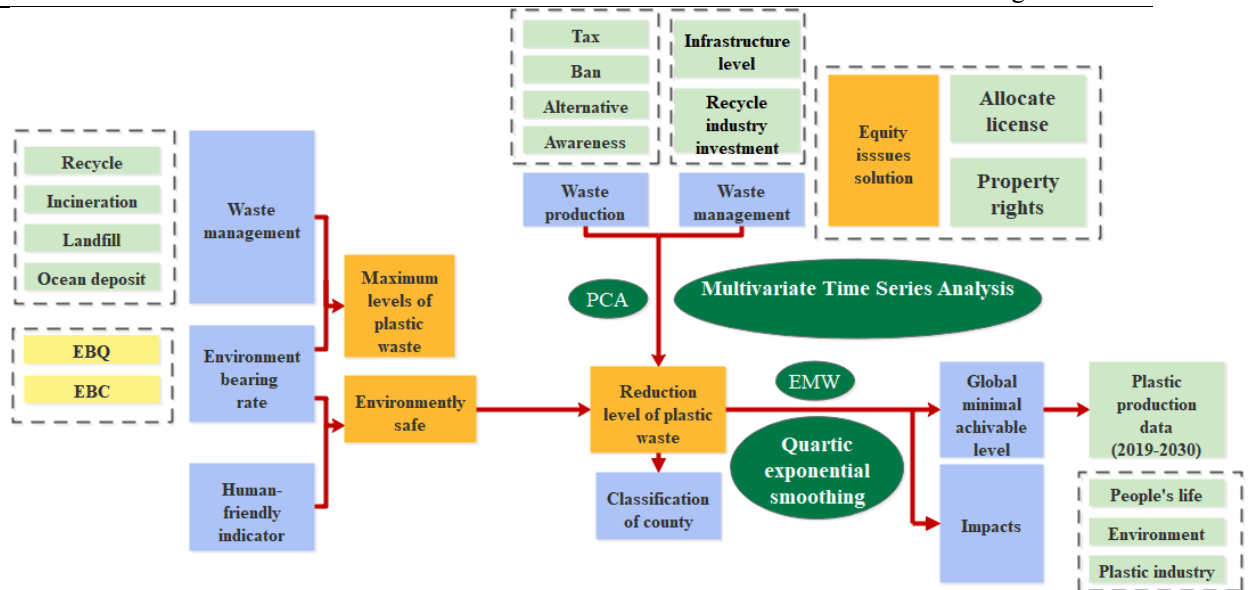 Tax
Ban
Alternative
Awareness
Infrastructure
level
Recycle
industry
investment
Equity
isssues
solution
Allocate
license
Property
rights
Recycle
Incineration
Landfill
Ocean deposit
Waste
management
Waste
production
Waste
management
PCA
Multivariate Time Series Analysis
Maximum
levels of
plastic
waste
EBQ
EBC
Environment
bearing
rate
Environmently
safe
Reduction
level of plastic
waste
EMW
Quartic
exponential
smoothing
Global
minimal
achivable
level
Plastic
production
data
(2019-2030)
Human-
friendly
indicator
Classification
of county
Impacts
People's life
Environment
Plastic industry